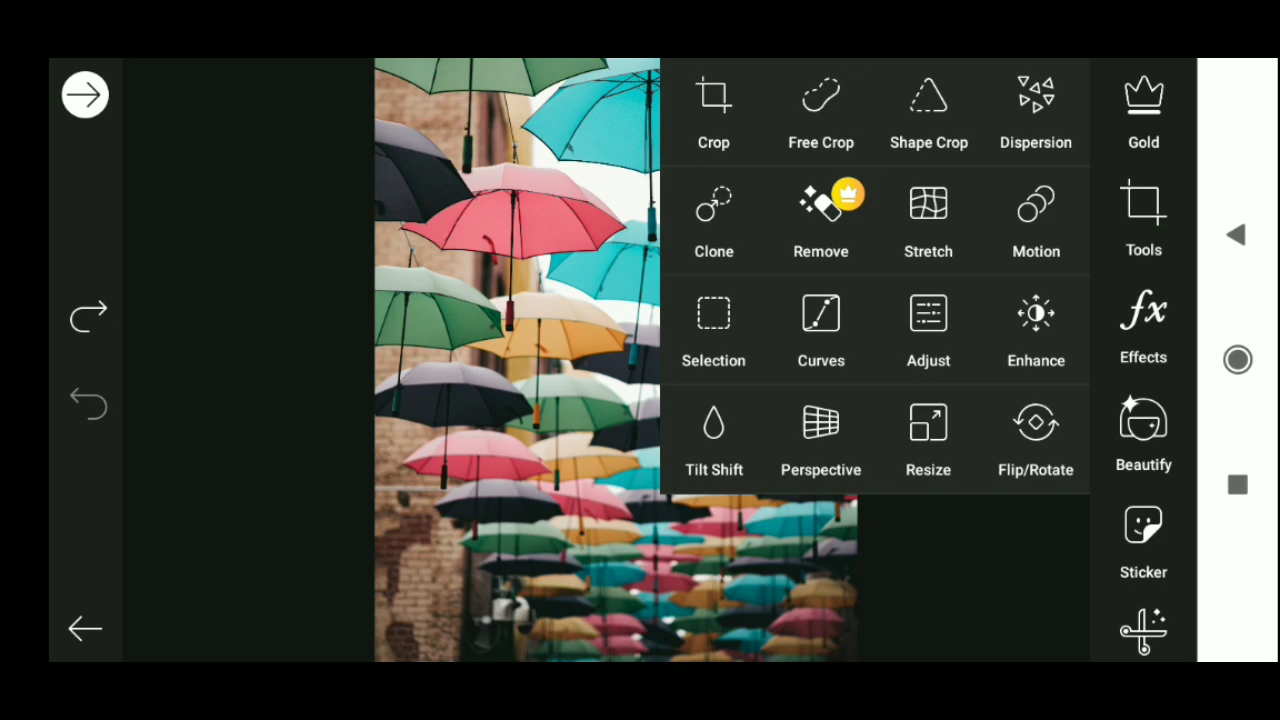 Crop Free Crop Shape Crop Dispersion
Clone Remove Stretch Motion
Selection Curves Adjust Enhance
Tilt Shift Perspective Resize Flip/Rotate
Gold
Tools
fx
Effects
Beautify
Sticker